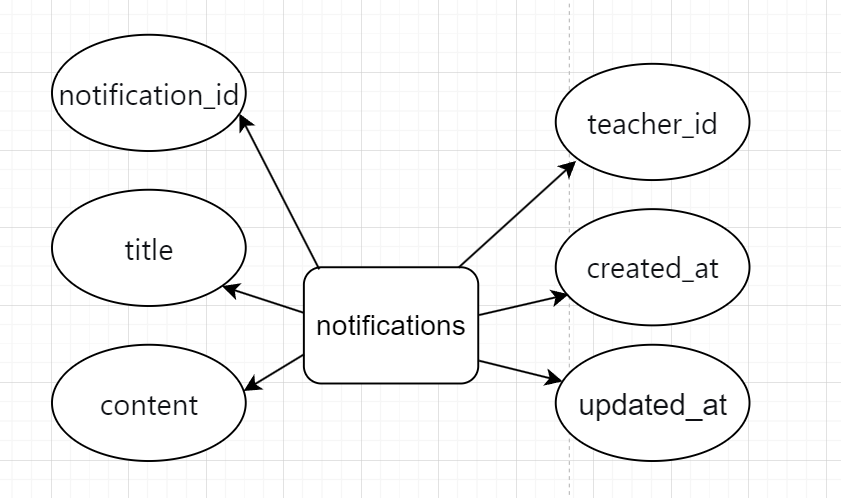 notification_id
teacher_id
title
created_at
notifications
content
updated_at